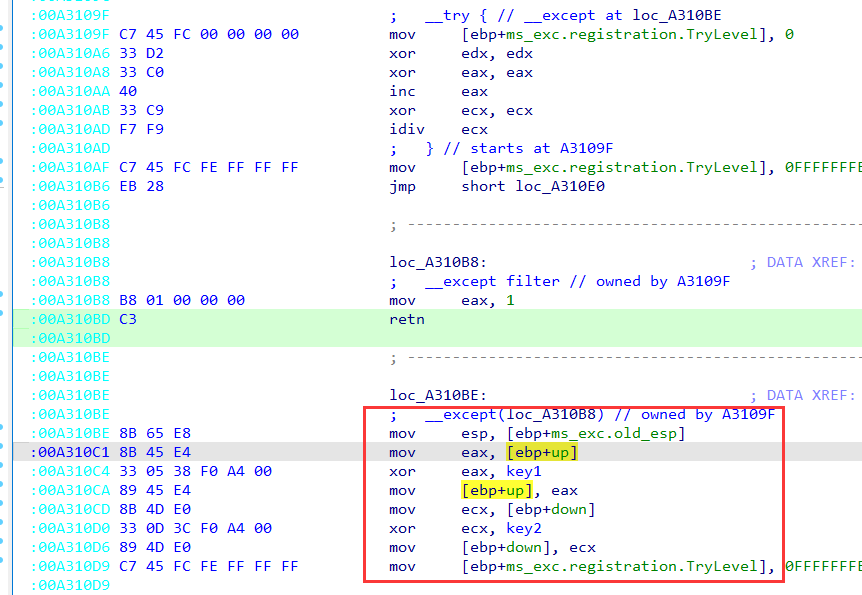 :00A3109F ; __try { // __except at loc_A310BE
:00A3109F C7 45 FC 00 00 00 00 mov [ebp+ms_exc.registration.TryLevel], 0
:00A310A6 33 D2 xor edx, edx
:00A310A8 33 C0 xor eax, eax
:00A310AA 40 inc eax
:00A310AB 33 C9 xor ecx, ecx
:00A310AD F7 F9 idiv ecx
:00A310AD ; } // starts at A3109F
:00A310AF C7 45 FC FE FF FF FF mov [ebp+ms_exc.registration.TryLevel], 0FFFFFFFE
:00A310B6 EB 28 jmp short loc_A310E0
:00A310B6
:00A310B8 ; ---------------------------------------------------
:00A310B8
:00A310B8 loc_A310B8: ; DATA XREF:
:00A310B8 ; __except filter // owned by A3109F
:00A310B8 B8 01 00 00 00 mov eax, 1
:00A310BD C3 retn
:00A310BD
:00A310BE ; ---------------------------------------------------
:00A310BE
:00A310BE loc_A310BE: ; DATA XREF:
:00A310BE ; __except(loc_A310B8) // owned by A3109F
:00A310BE 8B 65 E8 mov esp, [ebp+ms_exc.old_esp]
:00A310C1 8B 45 E4 mov eax, [ebp+up]
:00A310C4 33 05 38 F0 A4 00 xor eax, key1
:00A310CA 89 45 E4 mov [ebp+up], eax
:00A310CD 8B 4D E0 mov ecx, [ebp+down]
:00A310D0 33 0D 3C F0 A4 00 xor ecx, key2
:00A310D6 89 4D E0 mov [ebp+down], ecx
:00A310D9 C7 45 FC FE FF FF FF mov [ebp+ms_exc.registration.TryLevel], 0FFFFFFFE
:00A310D9